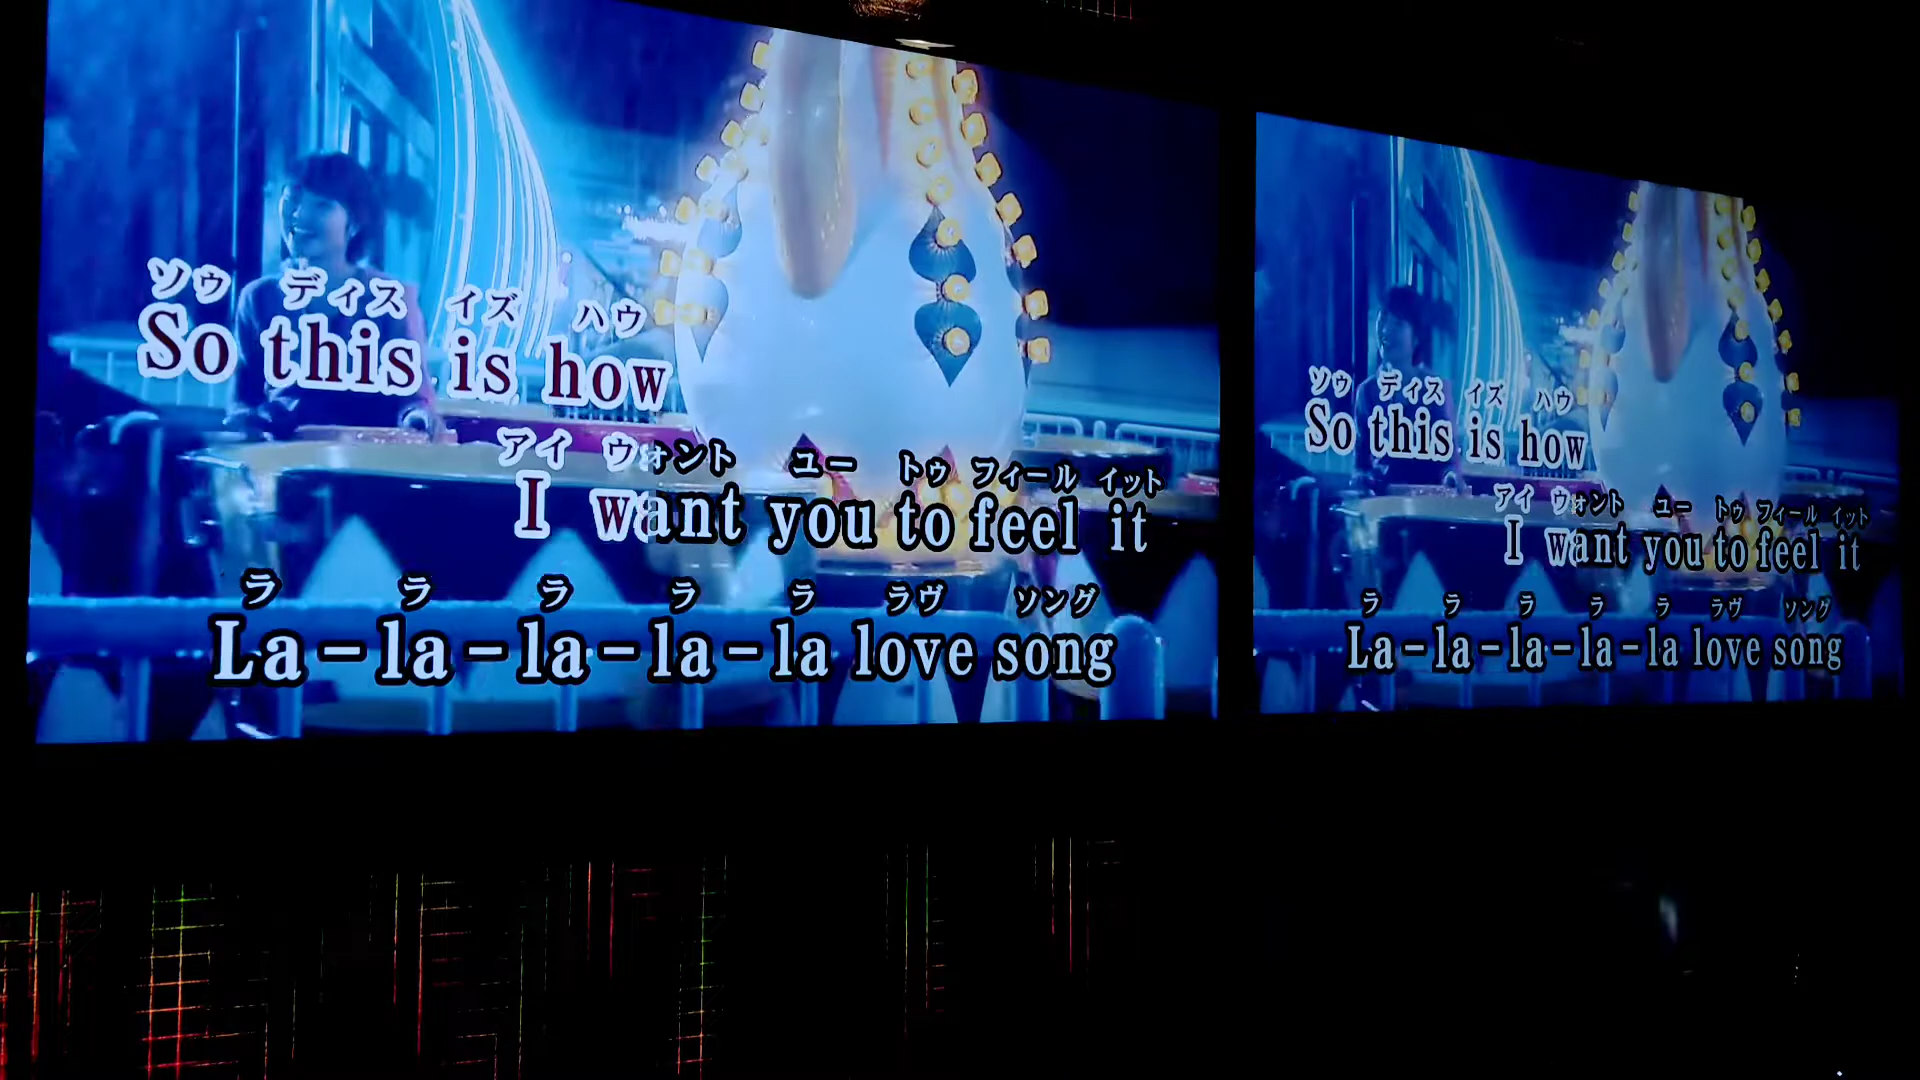 ソゥ ディス イズ ハウ
So this is how
アイ ウォント ユー トゥ フィール イット
I want you to feel it
ラ ラ ラ ラ ラ ラヴ ソング
La-la-la-la-la love song
ソゥ ディス イズ ハウ
So this is how
アイ ウォント ユー トゥ フィール イット
I want you to feel it
ラ ラ ラ ラ ラ ラヴ ソング
La-la-la-la-la love song